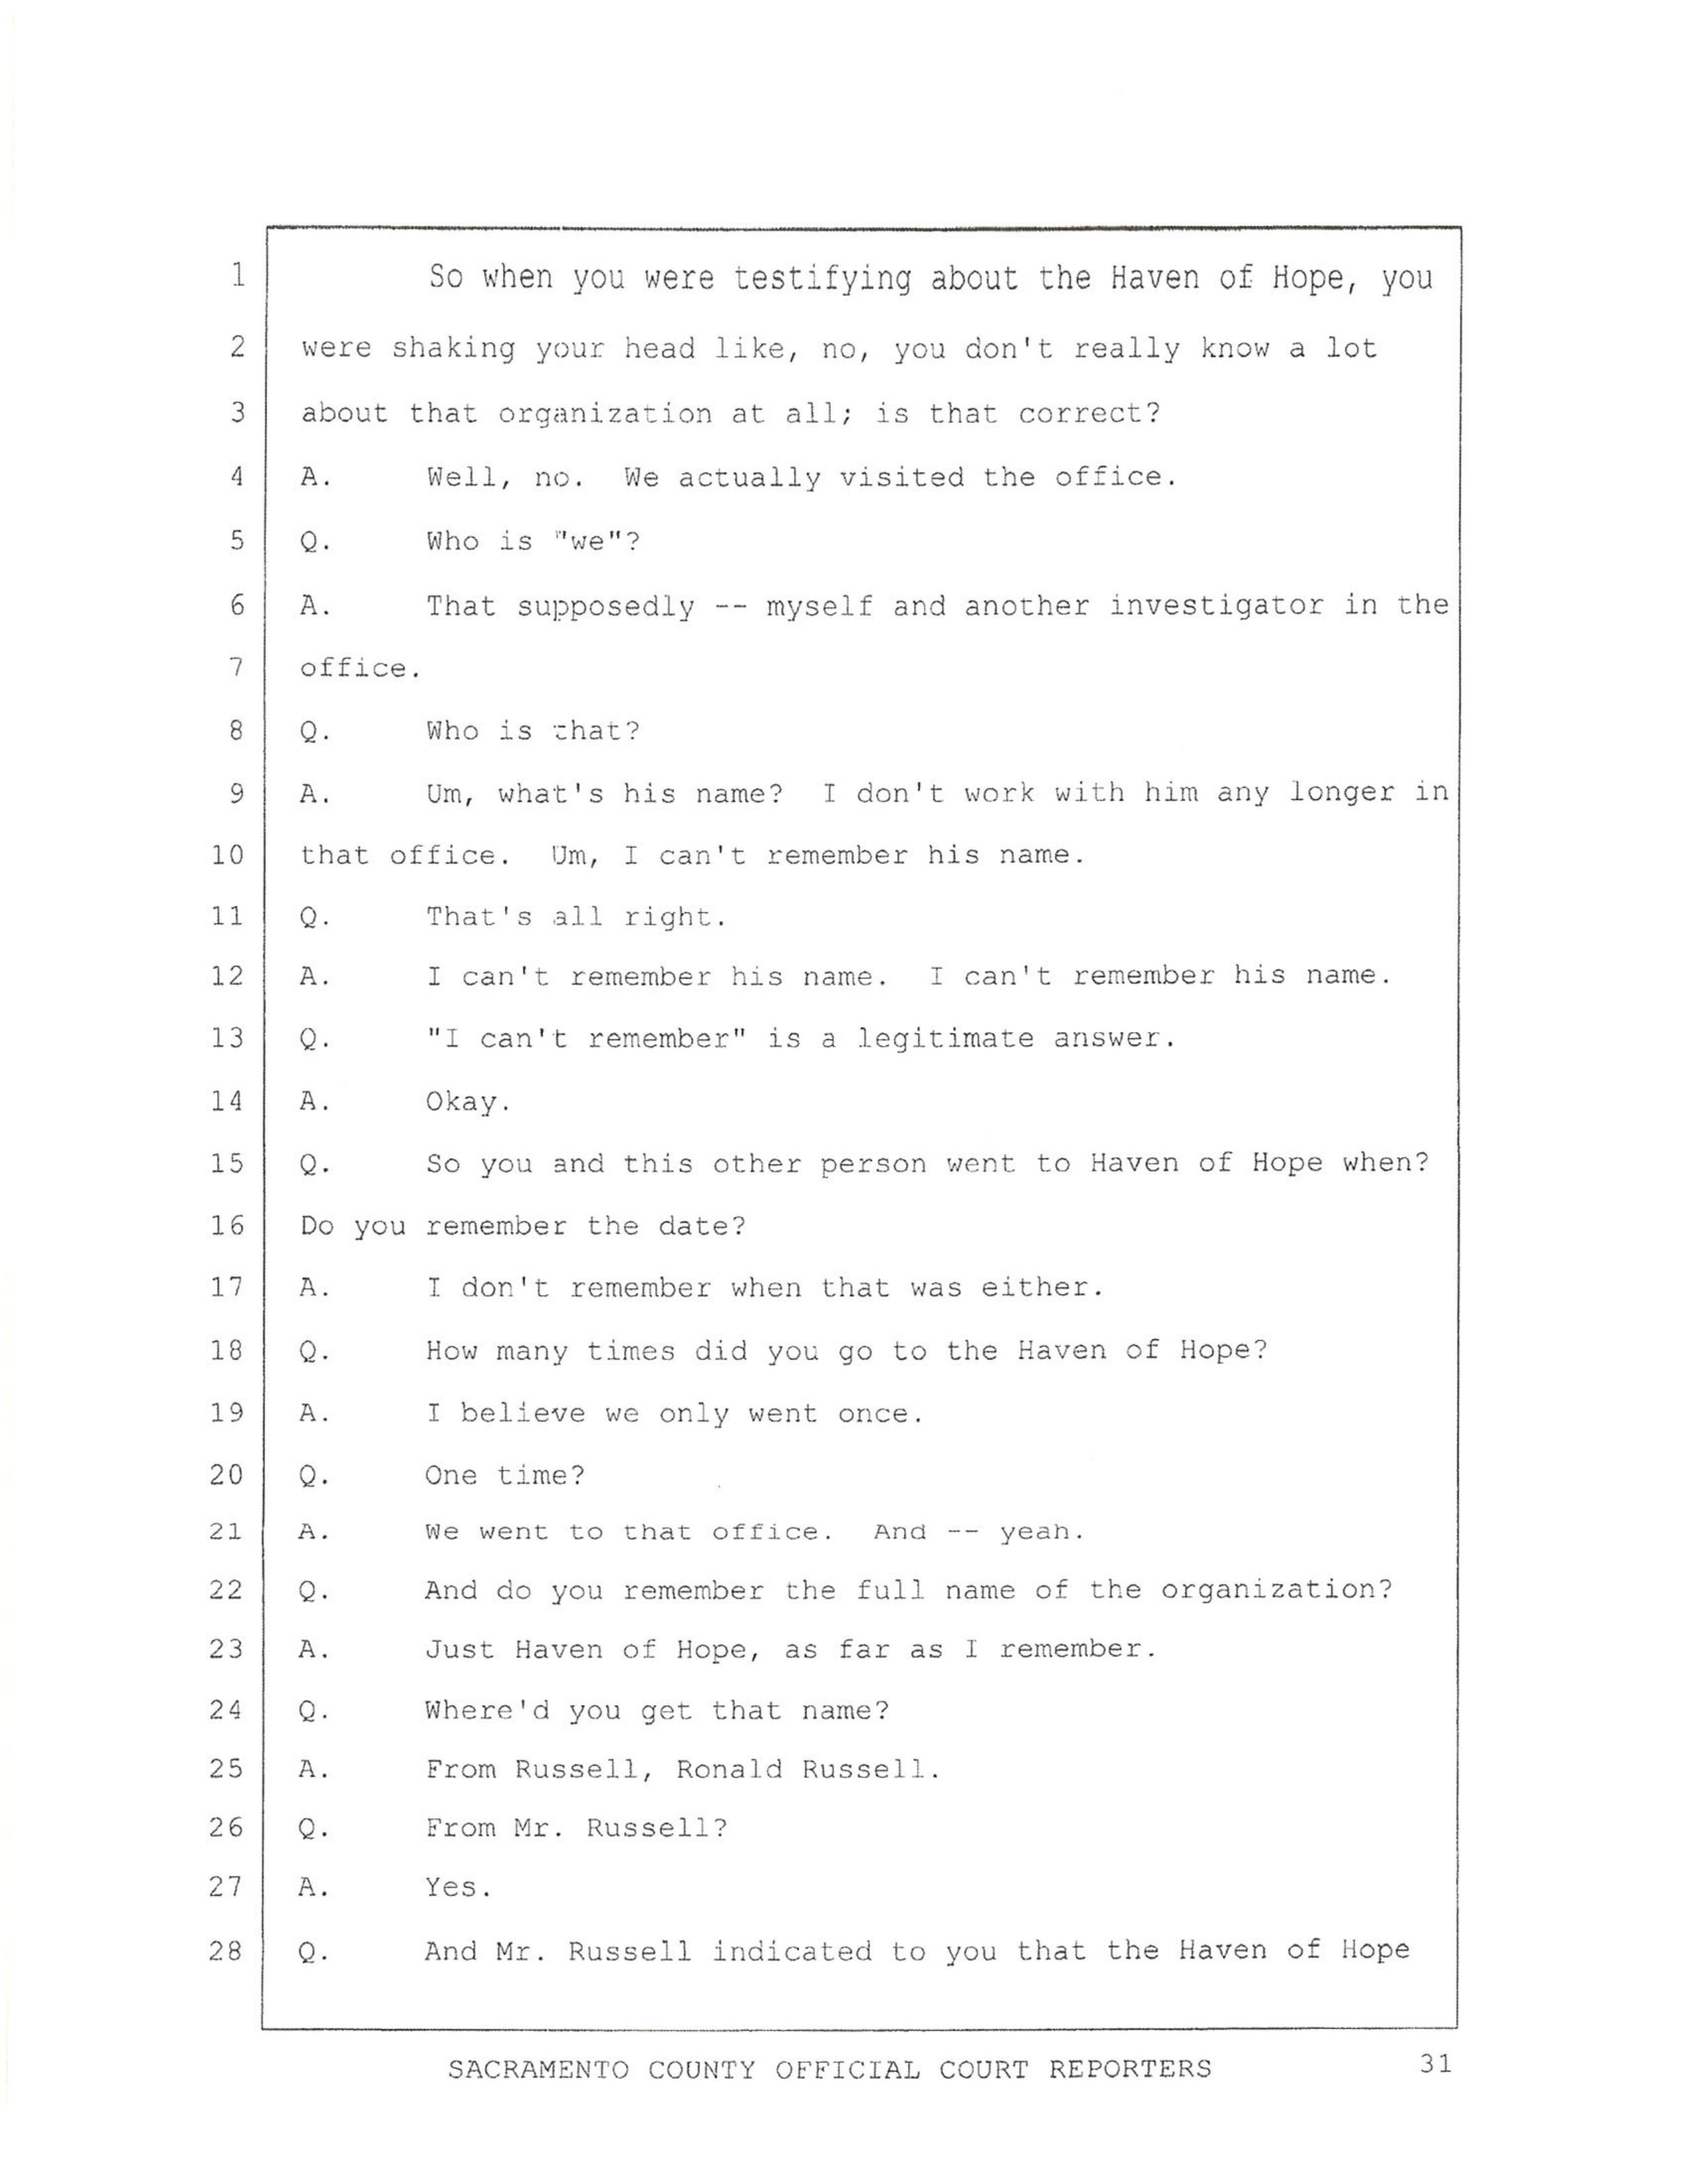 1 So when you were testifying about the Haven of Hope, you
2 were shaking your head like, no, you don't really know a lot
3 about that organization at all; is that correct?
4 A. Well, no. We actually visited the office.
5 Q. Who is "we"?
6 A. That supposedly -- myself and another investigator in the
7 office.
8 Q. Who is that?
9 A. Um, what's his name? I don't work with him any longer in
10 that office. Um, I can't remember his name.
11 Q. That's all right.
12 A. I can't remember his name. I can't remember his name.
13 Q. "I can't remember" is a legitimate answer.
14 A. Okay.
15 Q. So you and this other person went to Haven of Hope when?
16 Do you remember the date?
17 A. I don't remember when that was either.
18 Q. How many times did you go to the Haven of Hope?
19 A. I believe we only went once.
20 Q. One time?
21 A. We went to that office. And -- yeah.
22 Q. And do you remember the full name of the organization?
23 A. Just Haven of Hope, as far as I remember.
24 Q. Where'd you get that name?
25 A. From Russell, Ronald Russell.
26 Q. From Mr. Russell?
27 A. Yes.
28 Q. And Mr. Russell indicated to you that the Haven of Hope
SACRAMENTO COUNTY OFFICIAL COURT REPORTERS 31